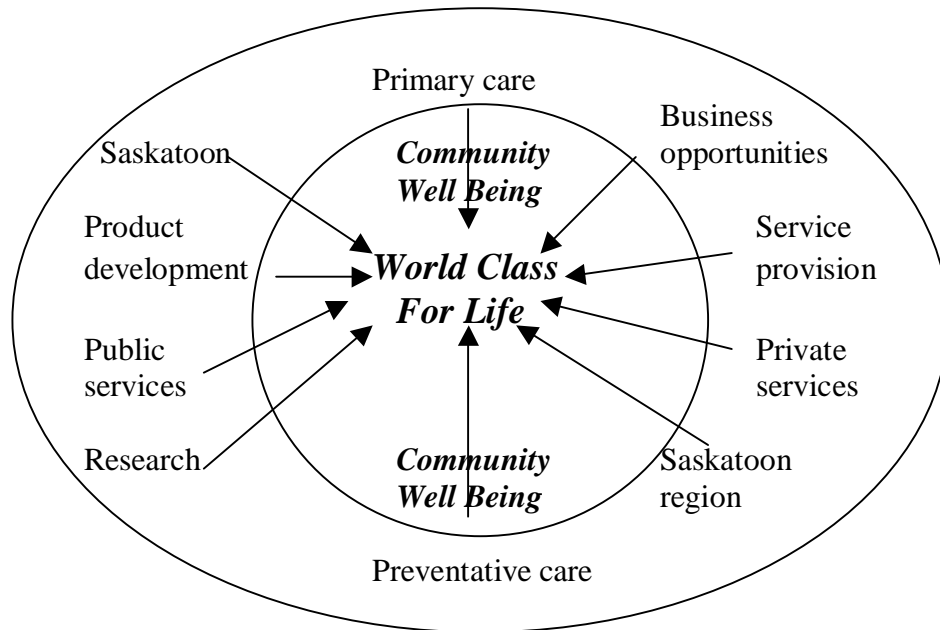 Primary care
Business
opportunities
Saskatoon
Community
Well Being
Product
development
World Class
For Life
Service
provision
Public
services
Private
services
Research
Community
Well Being
Saskatoon
region
Preventative care